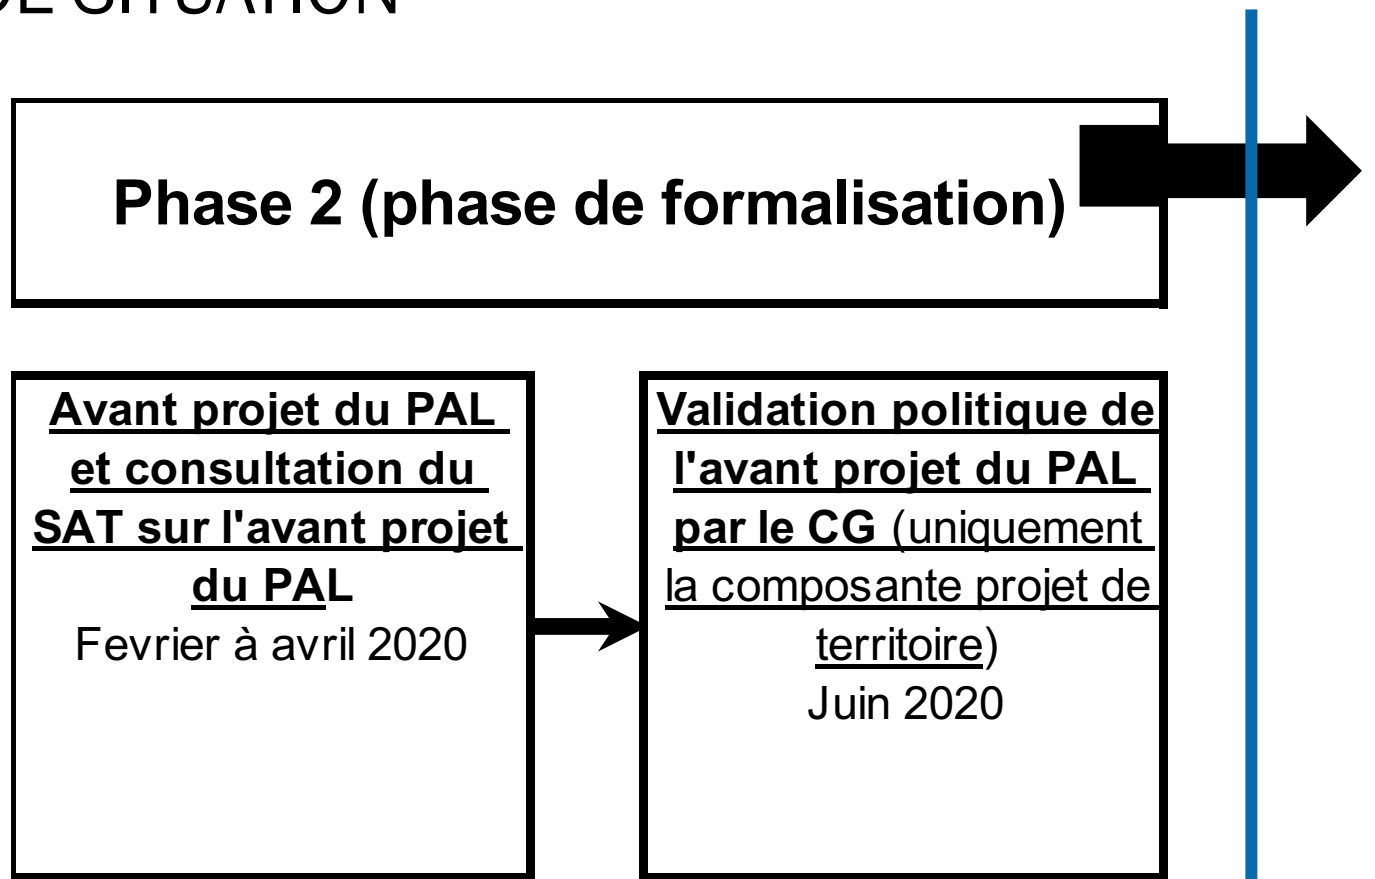 DE SITUATION
Phase 2 (phase de formalisation)
Avant projet du PAL
et consultation du
SAT sur l'avant projet
du PAL
Fevrier à avril 2020
Validation politique de
l'avant projet du PAL
par le CG (uniquement
la composante projet de
territoire)
Juin 2020